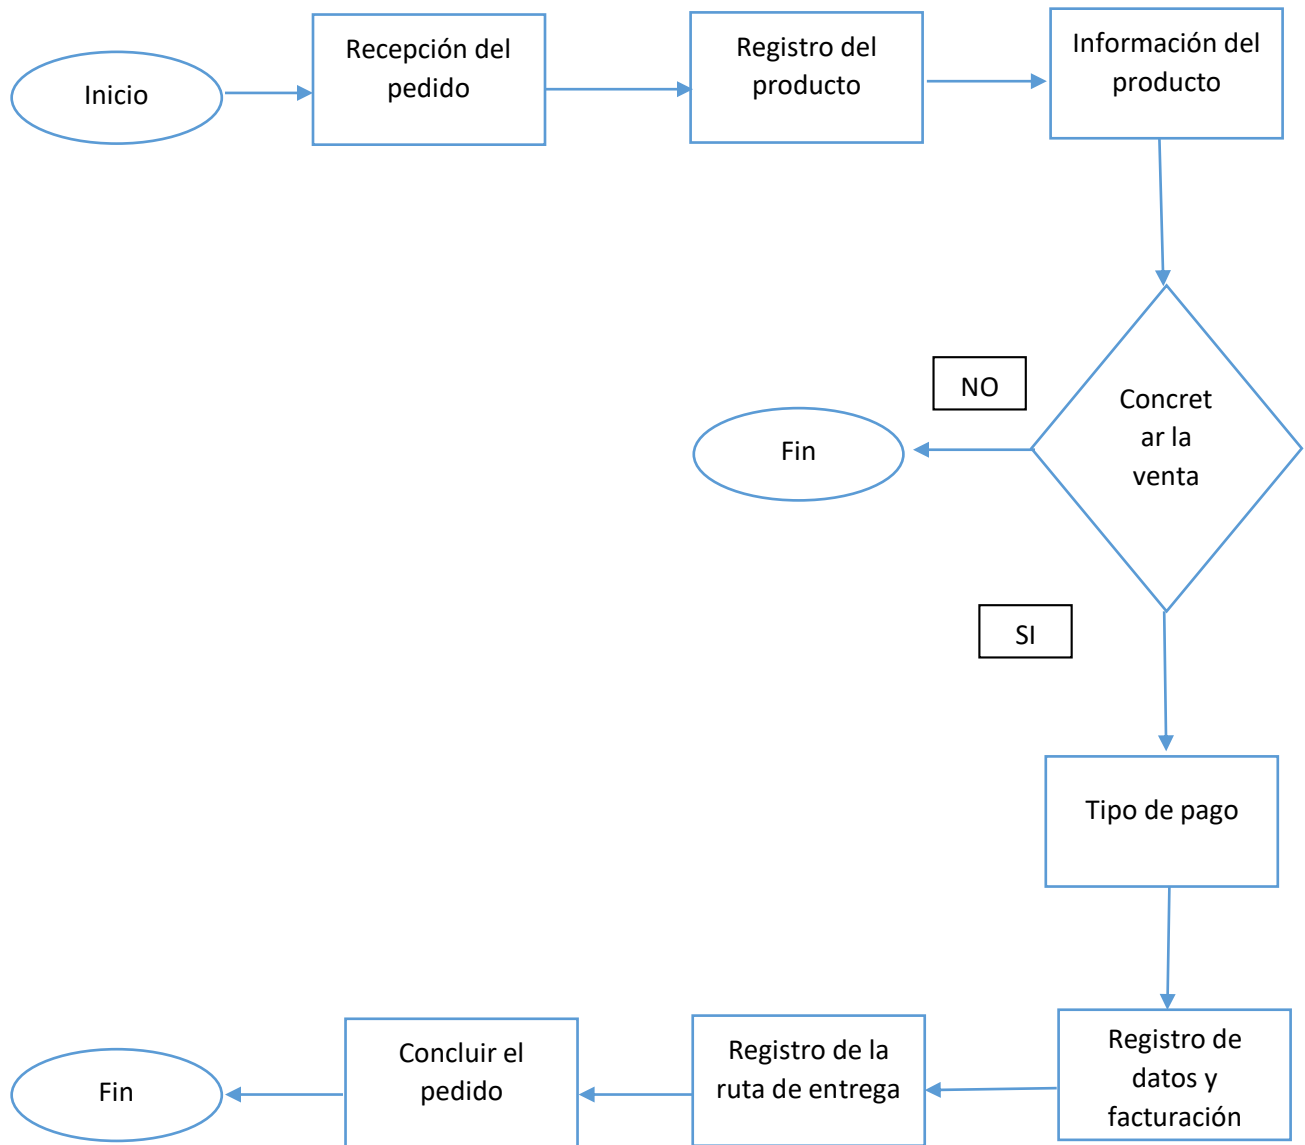 Inicio
Recepción del
pedido
Registro del
producto
Información del
producto
Concret
ar la
venta
NO
Fin
SI
Tipo de pago
Registro de
datos y
facturación
Registro de la
ruta de entrega
Concluir el
pedido
Fin